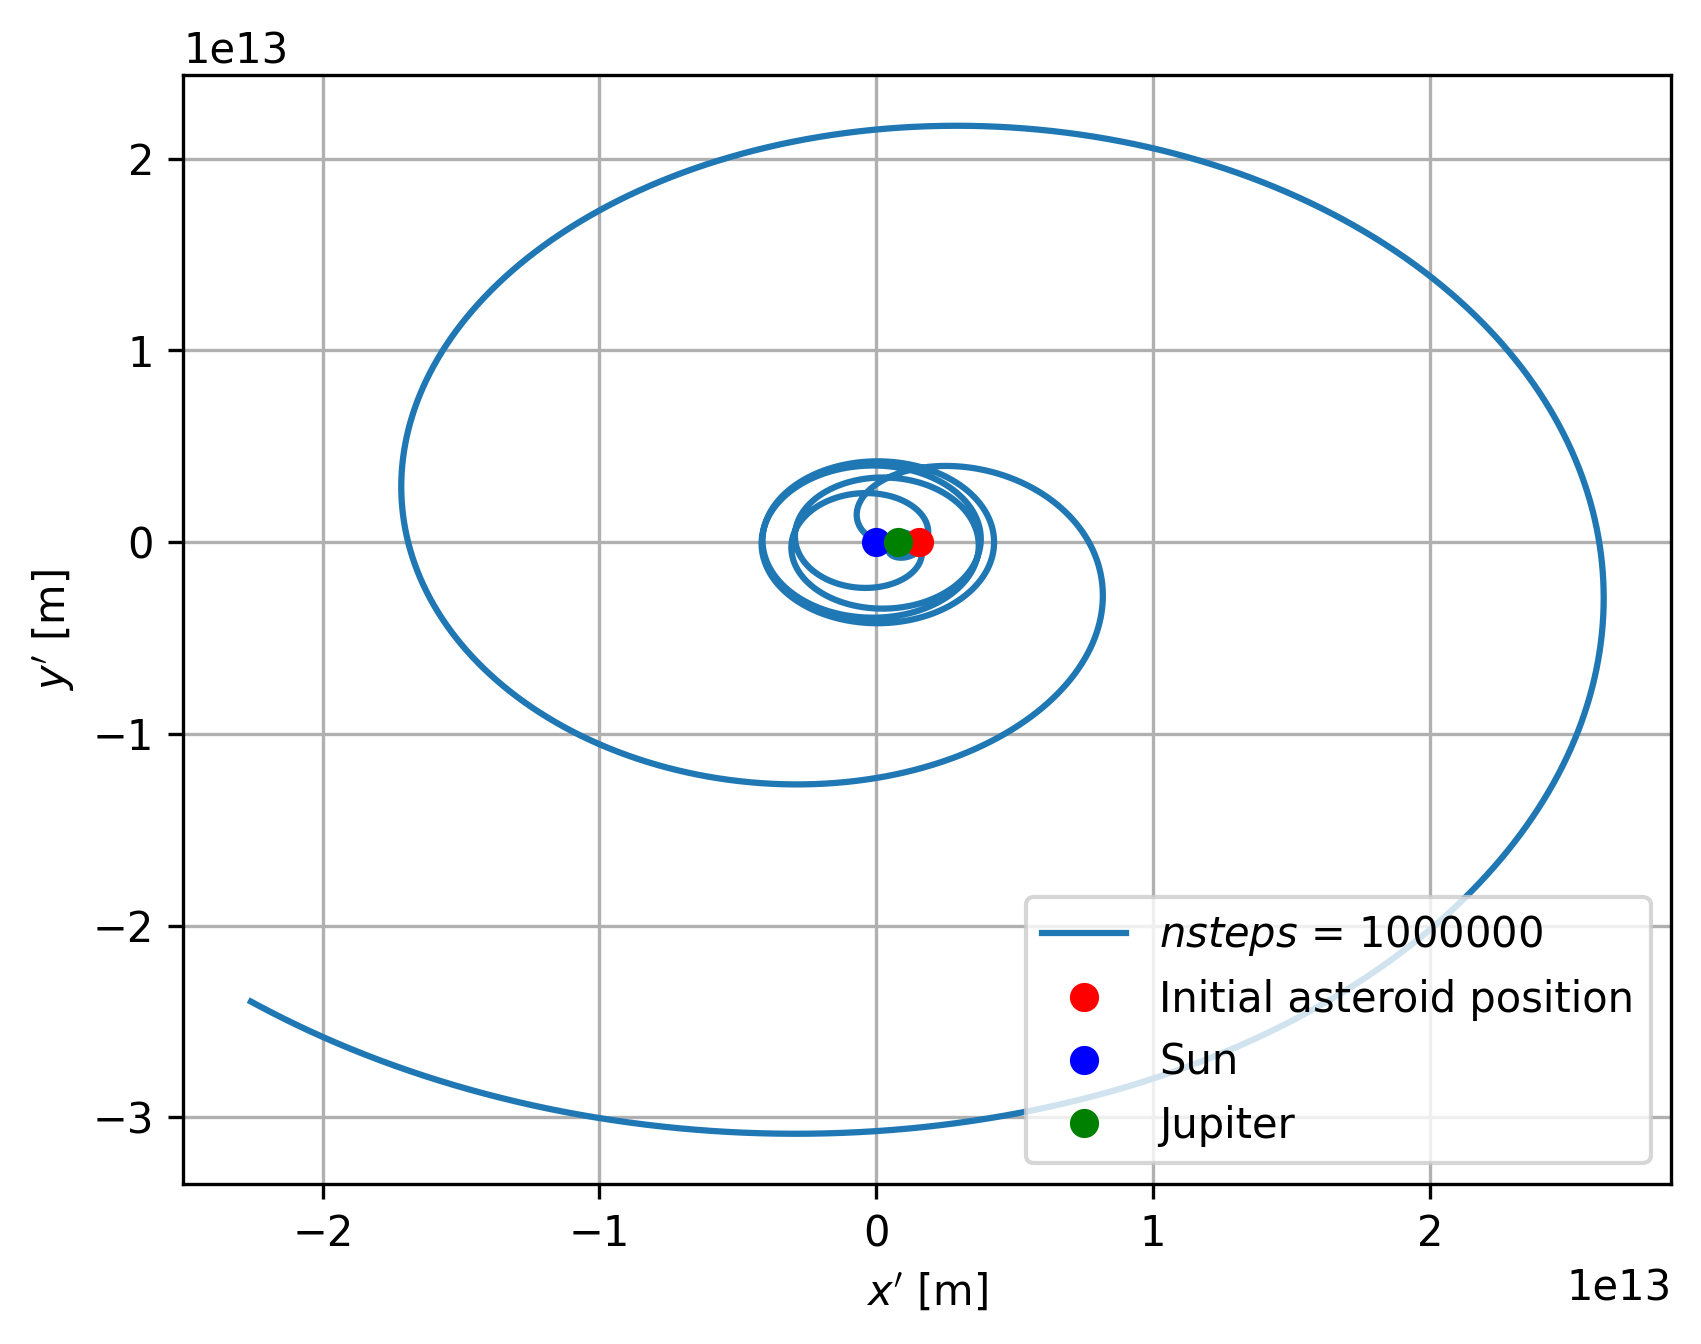 1e13
2
1
0
−1
−2
−3
y′ [m]
nsteps = 1000000
Initial asteroid position
Sun
Jupiter
−2
−1
0
1
2
x′ [m]
1e13